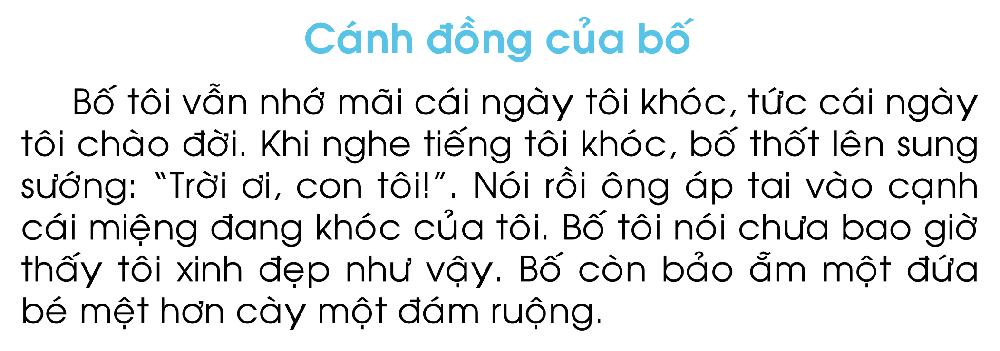 Cánh đồng của bố
Bố tôi vẫn nhớ mãi cái ngày tôi khóc, tức cái ngày
tôi chào đời. Khi nghe tiếng tôi khóc, bố thốt lên sung
sướng: “Trời ơi, con tôi!”. Nói rồi ông áp tai vào cạnh
cái miệng đang khóc của tôi. Bố tôi nói chưa bao giờ
thấy tôi xinh đẹp như vậy. Bố còn bảo ẵm một đứa
bé mệt hơn cày một đám ruộng.